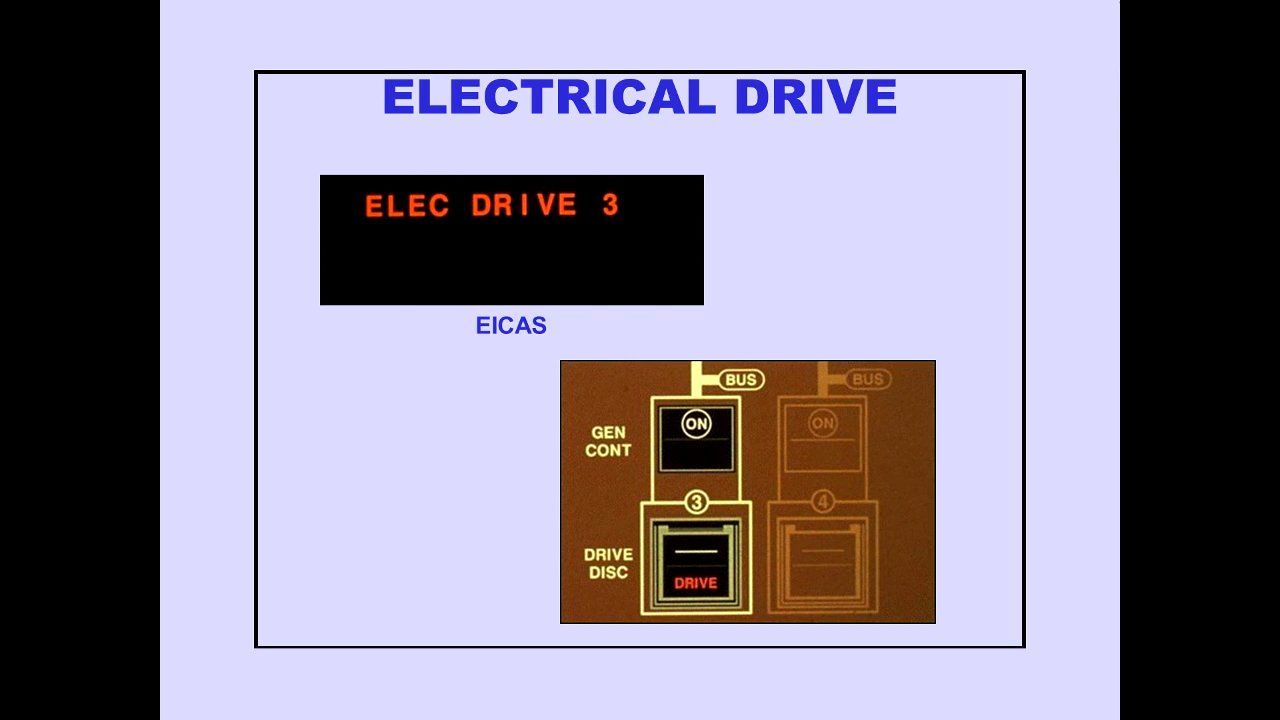 ELECTRICAL DRIVE
ELEC DRIVE 3
EICAS
BUS BUS
ON ON
GEN
CONT
3 4
DRIVE
DISC
DRIVE